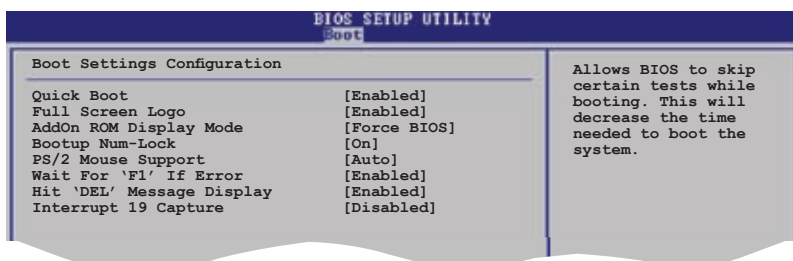 BIOS SETUP UTILITY
Boot
Boot Settings Configuration
Quick Boot [Enabled]
Full Screen Logo [Enabled]
AddOn ROM Display Mode [Force BIOS]
Bootup Num-Lock [On]
PS/2 Mouse Support [Auto]
Wait For ‘F1’ If Error [Enabled]
Hit ‘DEL’ Message Display [Enabled]
Interrupt 19 Capture [Disabled]
Allows BIOS to skip
certain tests while
booting. This will
decrease the time
needed to boot the
system.